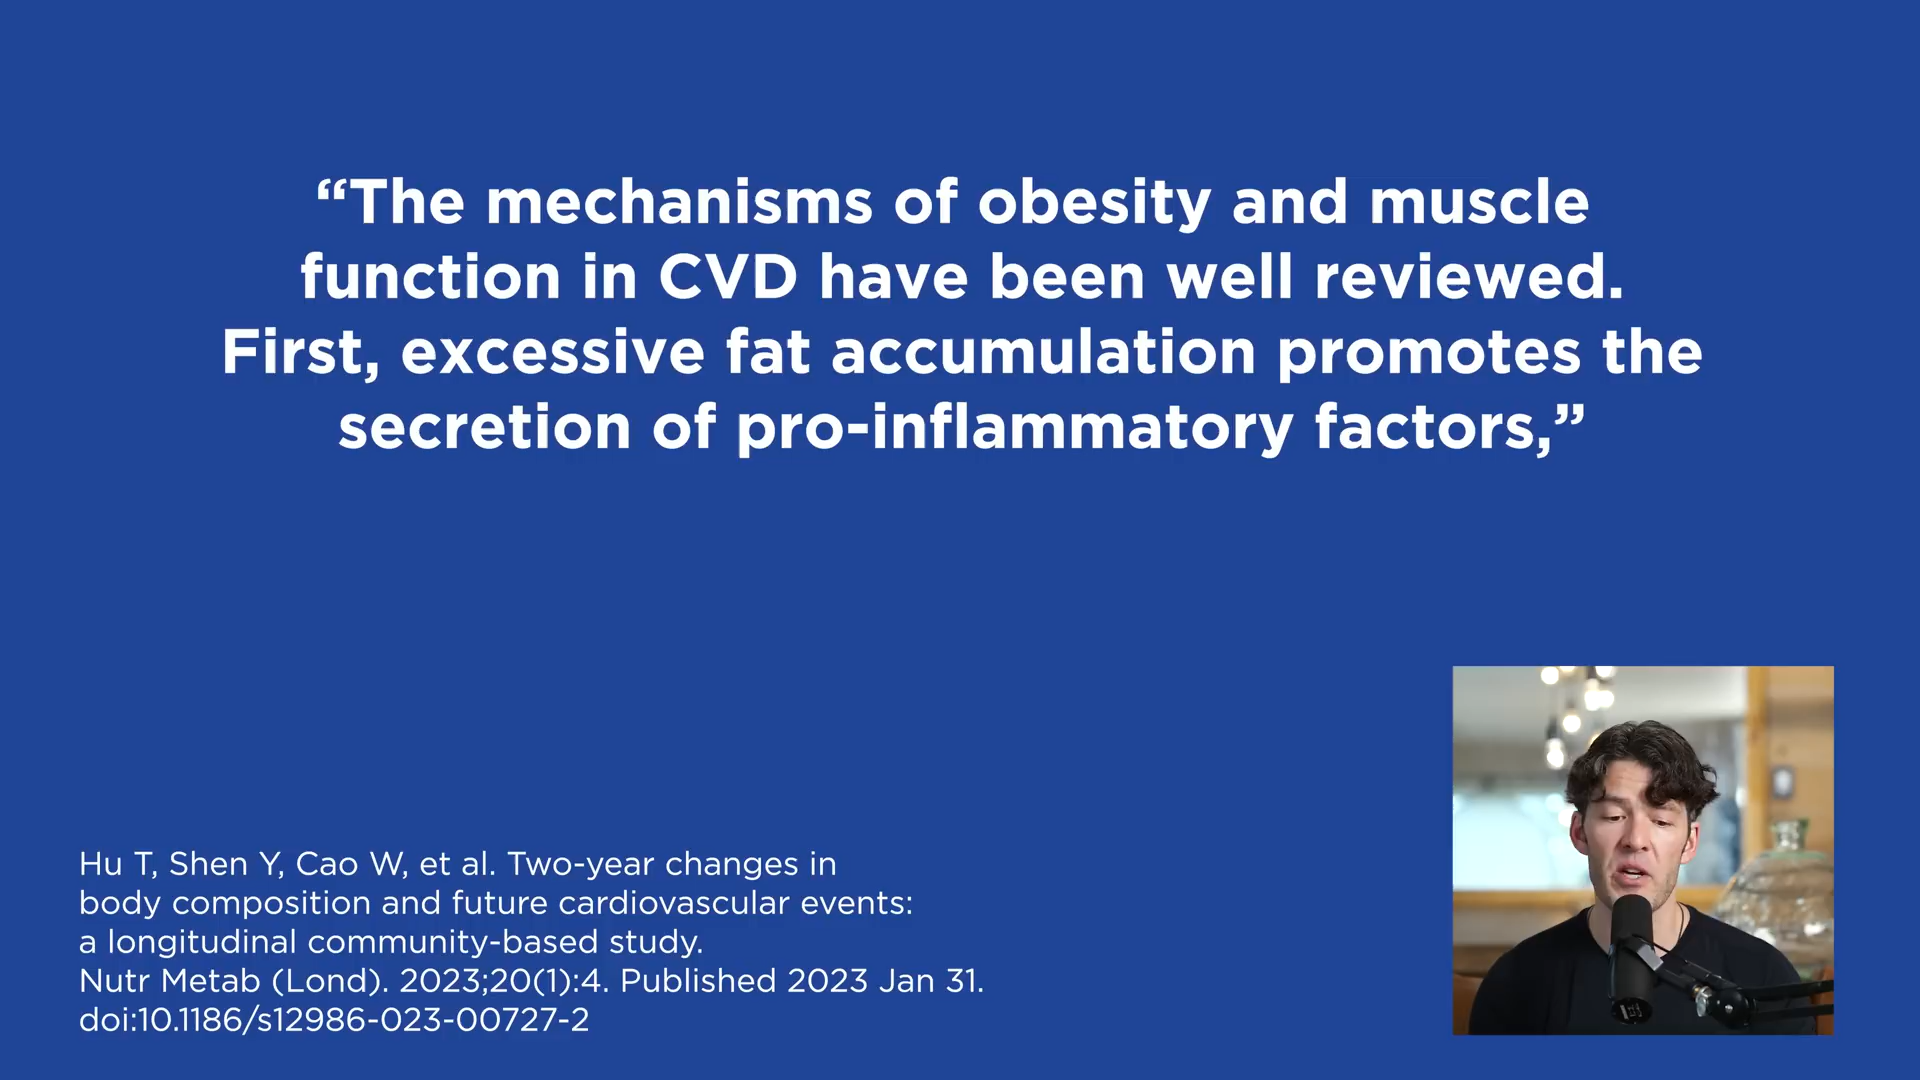 “The mechanisms of obesity and muscle
function in CVD have been well reviewed.
First, excessive fat accumulation promotes the
secretion of pro-inflammatory factors,”
Hu T, Shen Y, Cao W, et al. Two-year changes in
body composition and future cardiovascular events:
a longitudinal community-based study.
Nutr Metab (Lond). 2023;20(1):4. Published 2023 Jan 31.
doi:10.1186/s12986-023-00727-2